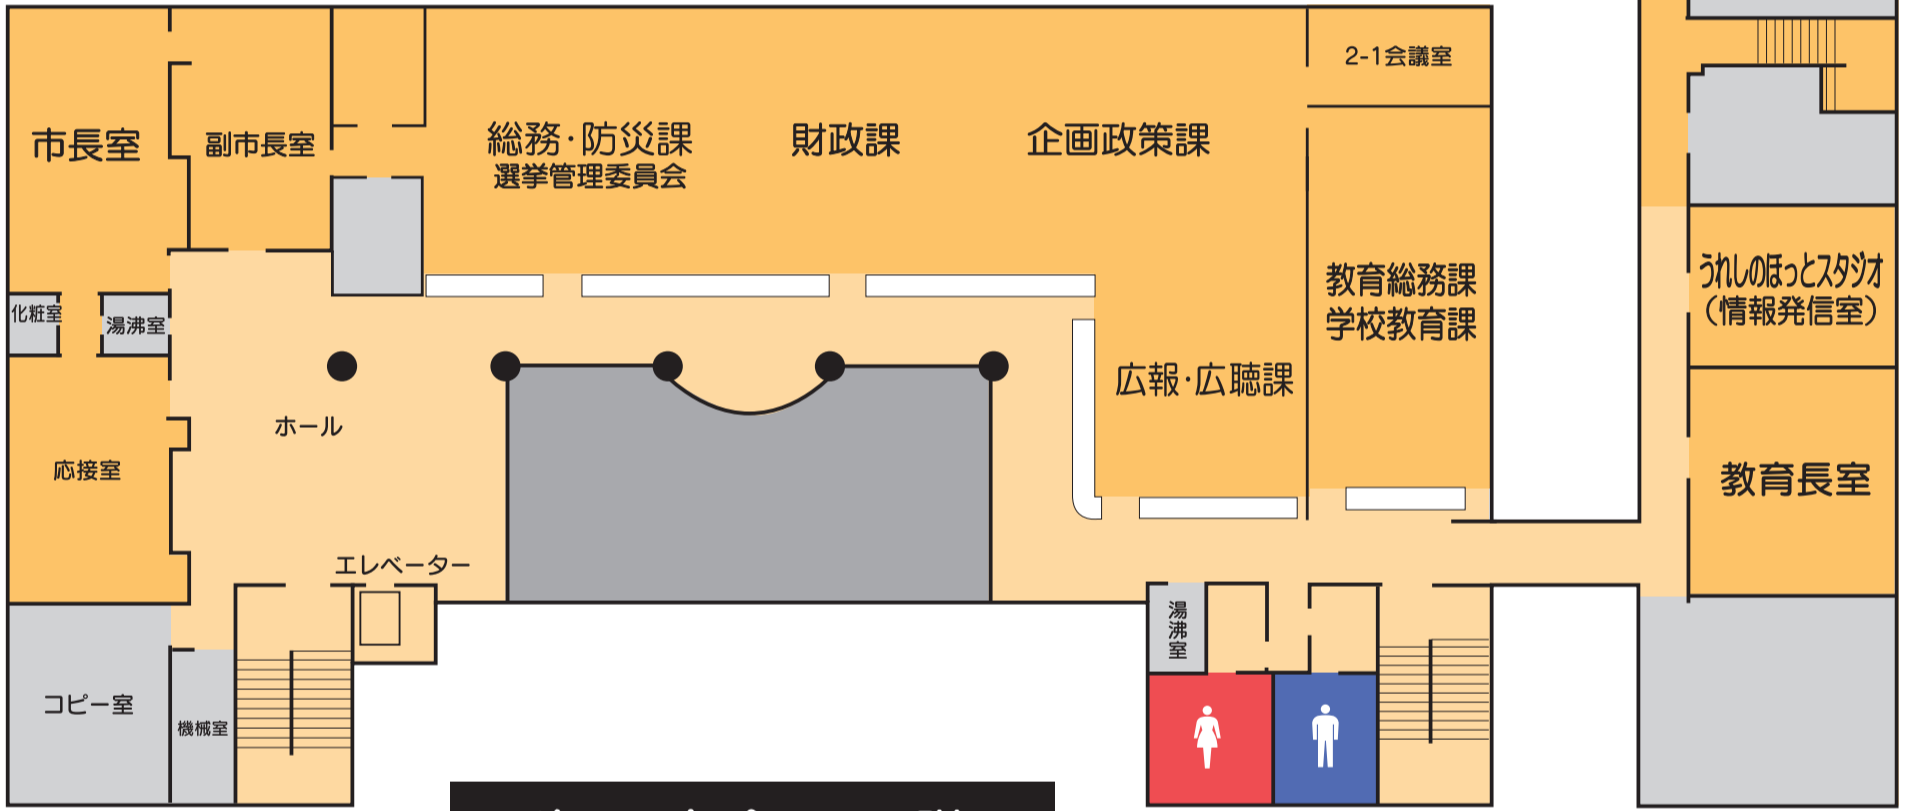 2-1会議室
市長室
副市長室
総務・防災課
選挙管理委員会
財政課
企画政策課
教育総務課
学校教育課
うれしのほっとスタジオ
（情報発信室）
化粧室
湯沸室
広報・広聴課
ホール
応接室
教育長室
エレベーター
湯沸室
コピー室
機械室